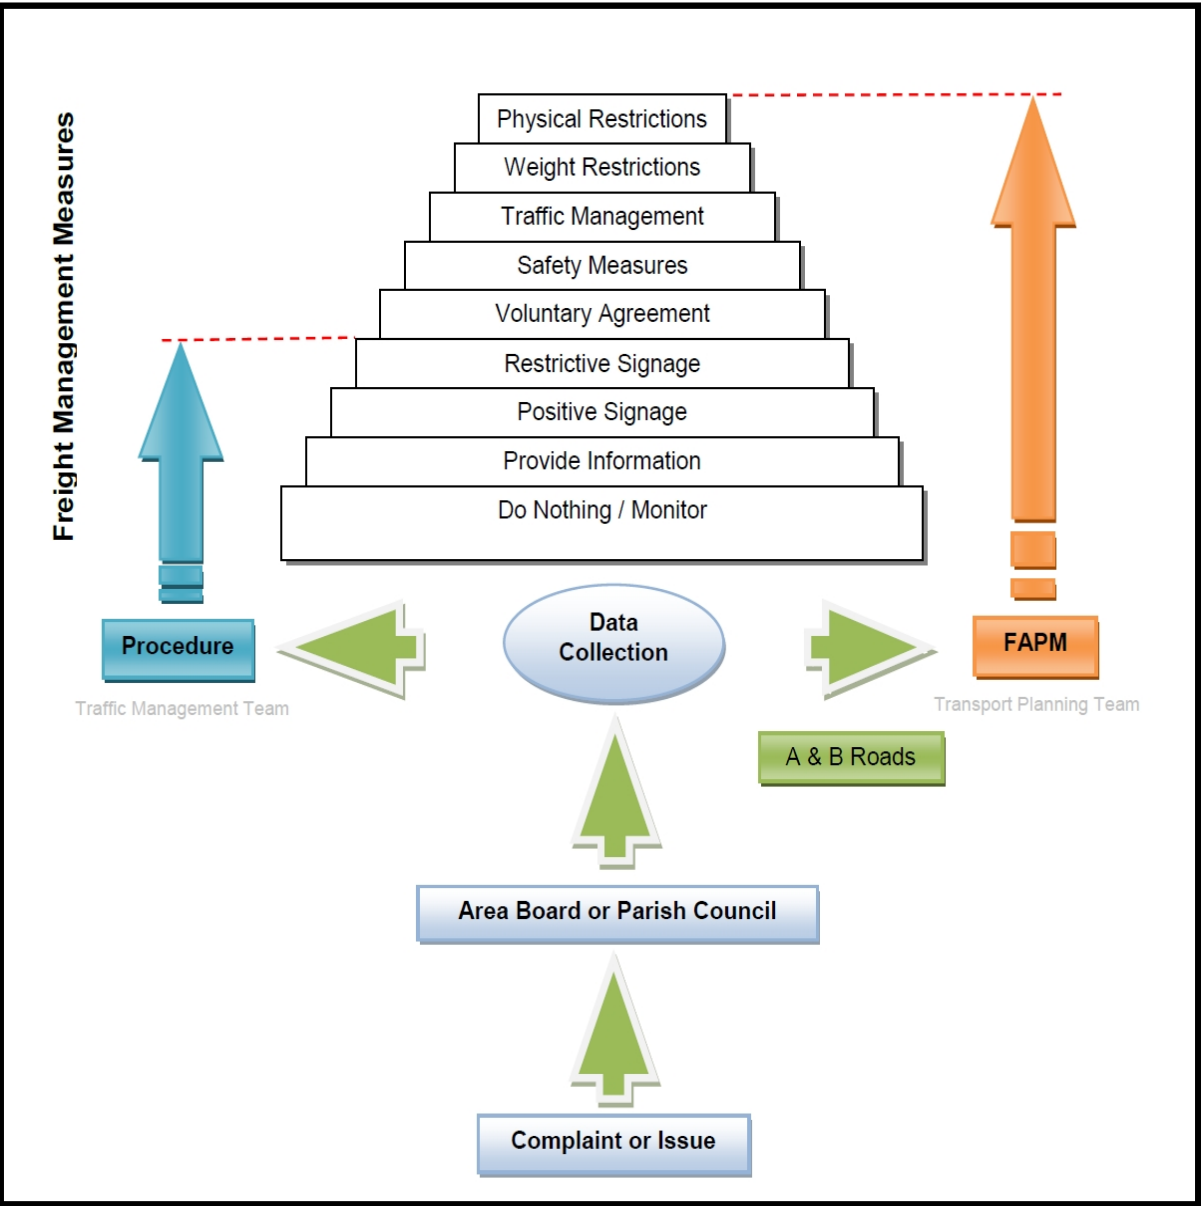 Freight Management Measures
Physical Restrictions
Weight Restrictions
Traffic Management
Safety Measures
Voluntary Agreement
Restrictive Signage
Positive Signage
Provide Information
Do Nothing / Monitor
Data
Collection
Procedure
FAPM
Traffic Management Team
Transport Planning Team
A & B Roads
Area Board or Parish Council
Complaint or Issue